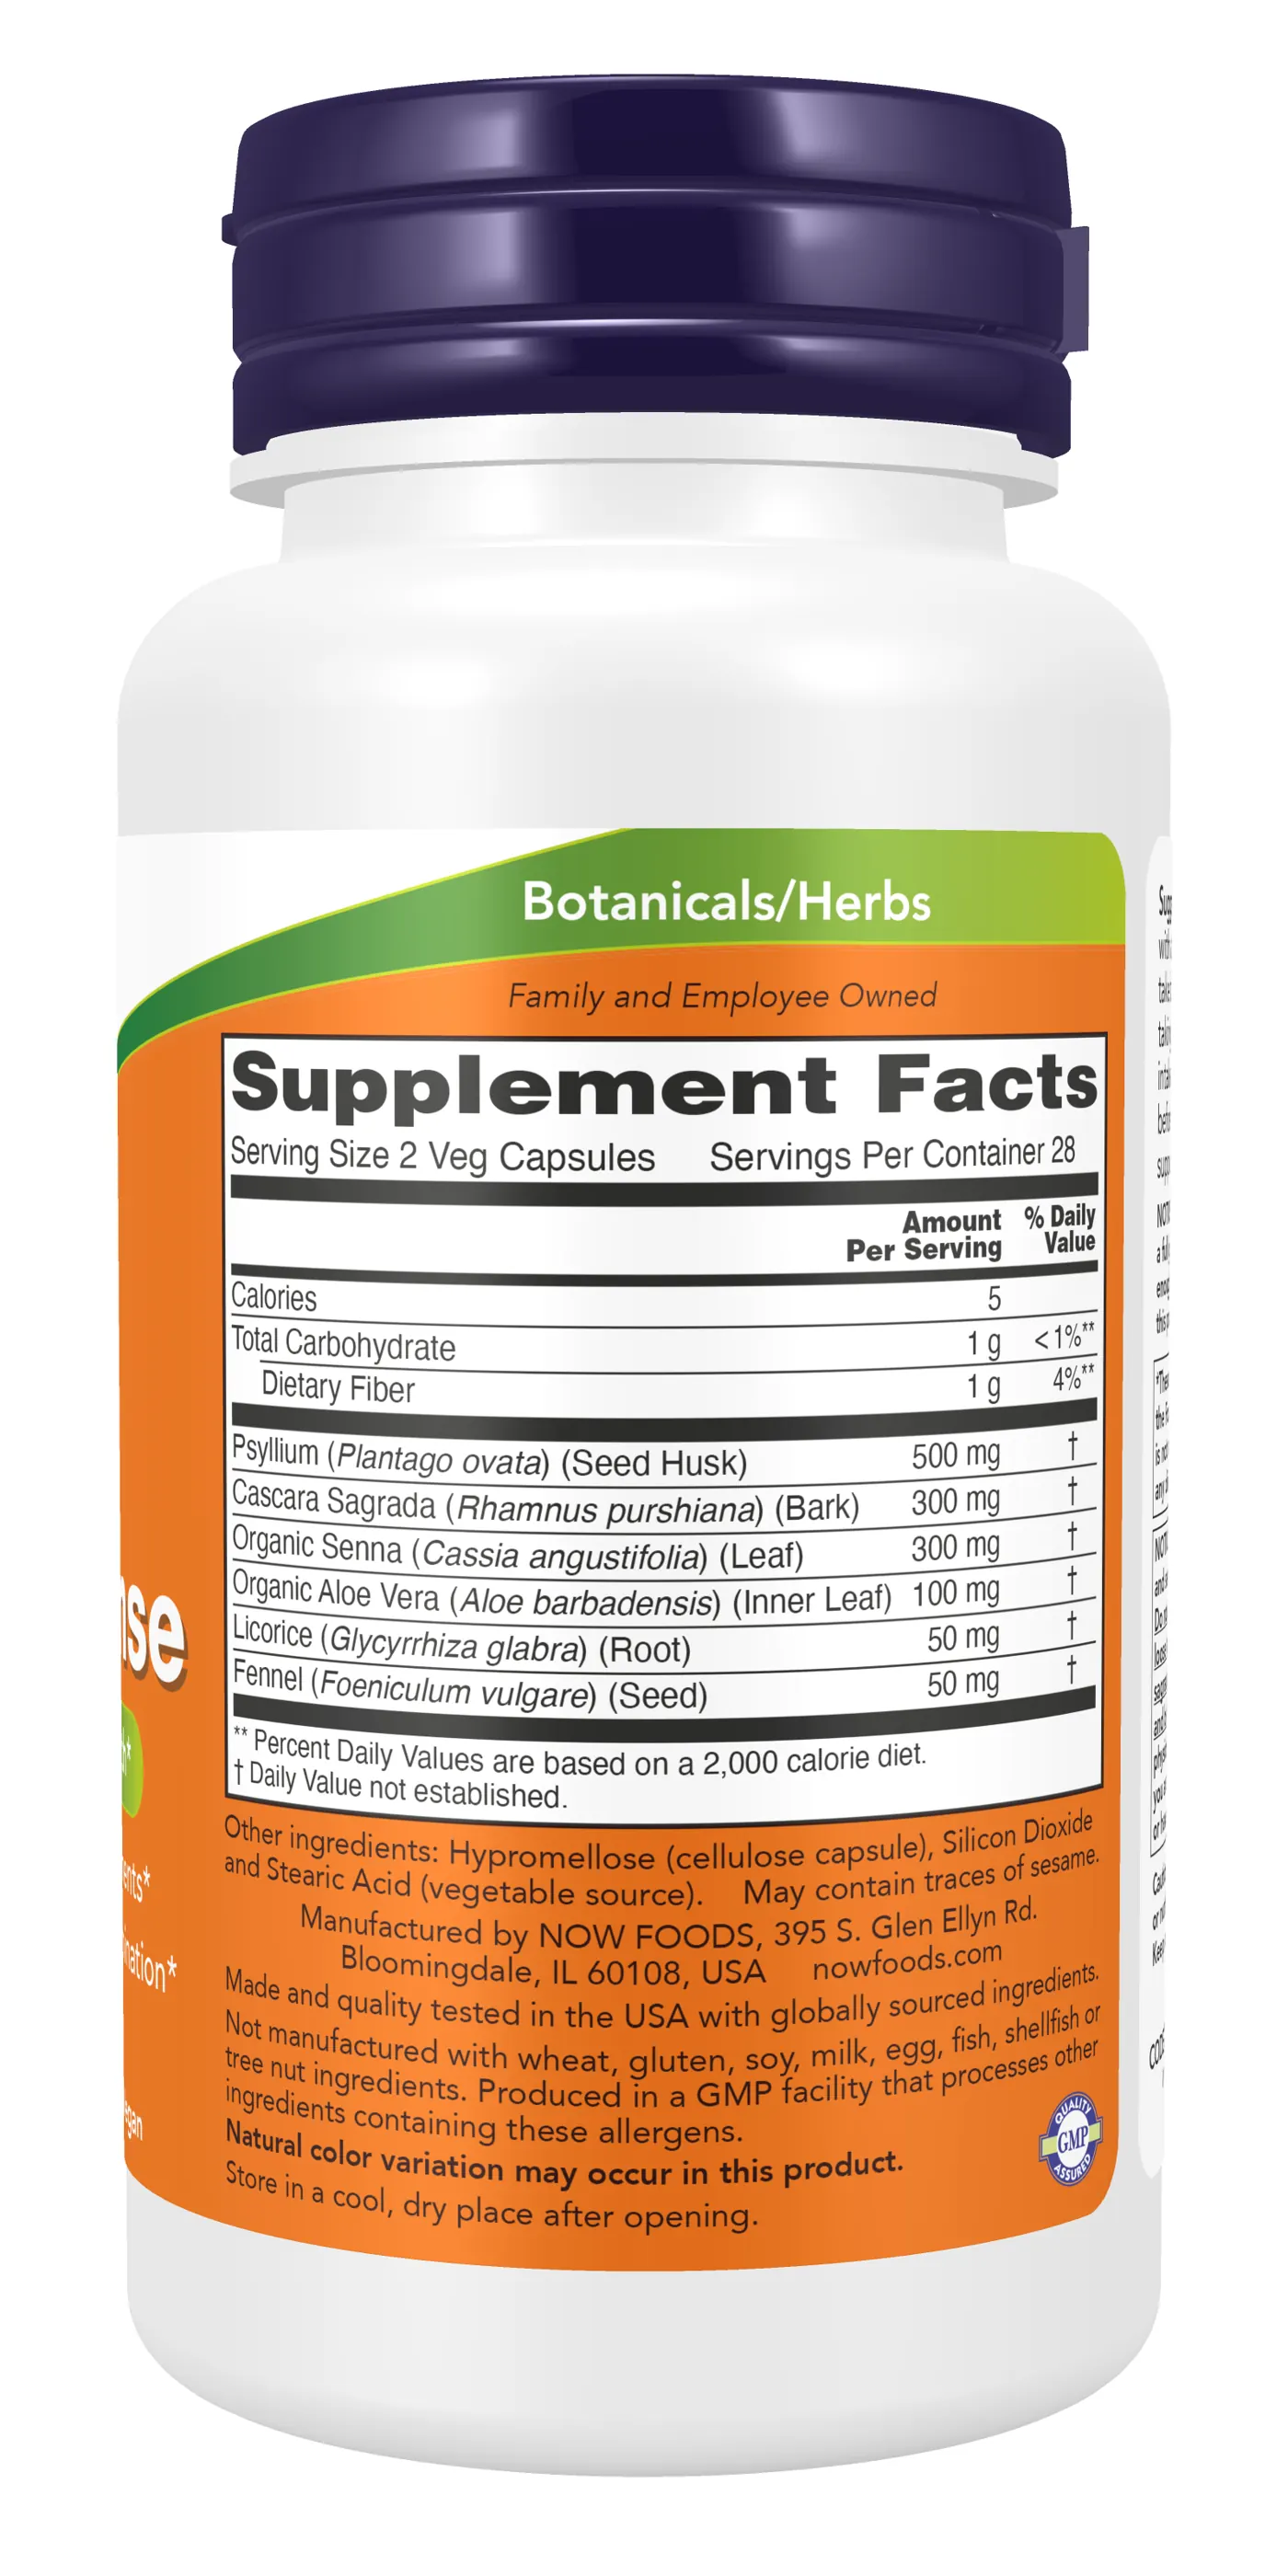 Botanicals/Herbs
Family and Employee Owned
Supplement Facts
Serving Size 2 Veg Capsules Servings Per Container 28
Amount Per Serving % Daily Value
Calories 5
Total Carbohydrate 1 g <1%**
Dietary Fiber 1 g 4%**
Psyllium (Plantago ovata) (Seed Husk) 500 mg †
Cascara Sagrada (Rhamnus purshiana) (Bark) 300 mg †
Organic Senna (Cassia angustifolia) (Leaf) 300 mg †
Organic Aloe Vera (Aloe barbadensis) (Inner Leaf) 100 mg †
Licorice (Glycyrrhiza glabra) (Root) 50 mg †
Fennel (Foeniculum vulgare) (Seed) 50 mg †
** Percent Daily Values are based on a 2,000 calorie diet.
† Daily Value not established.
Other ingredients: Hypromellose (cellulose capsule), Silicon Dioxide
and Stearic Acid (vegetable source). May contain traces of sesame.
Manufactured by NOW FOODS, 395 S. Glen Ellyn Rd.
Bloomingdale, IL 60108, USA nowfoods.com
Made and quality tested in the USA with globally sourced ingredients.
Not manufactured with wheat, gluten, soy, milk, egg, fish, shellfish or
tree nut ingredients. Produced in a GMP facility that processes other
ingredients containing these allergens.
Natural color variation may occur in this product.
Store in a cool, dry place after opening.
QUALITY
GMP
ASSURED